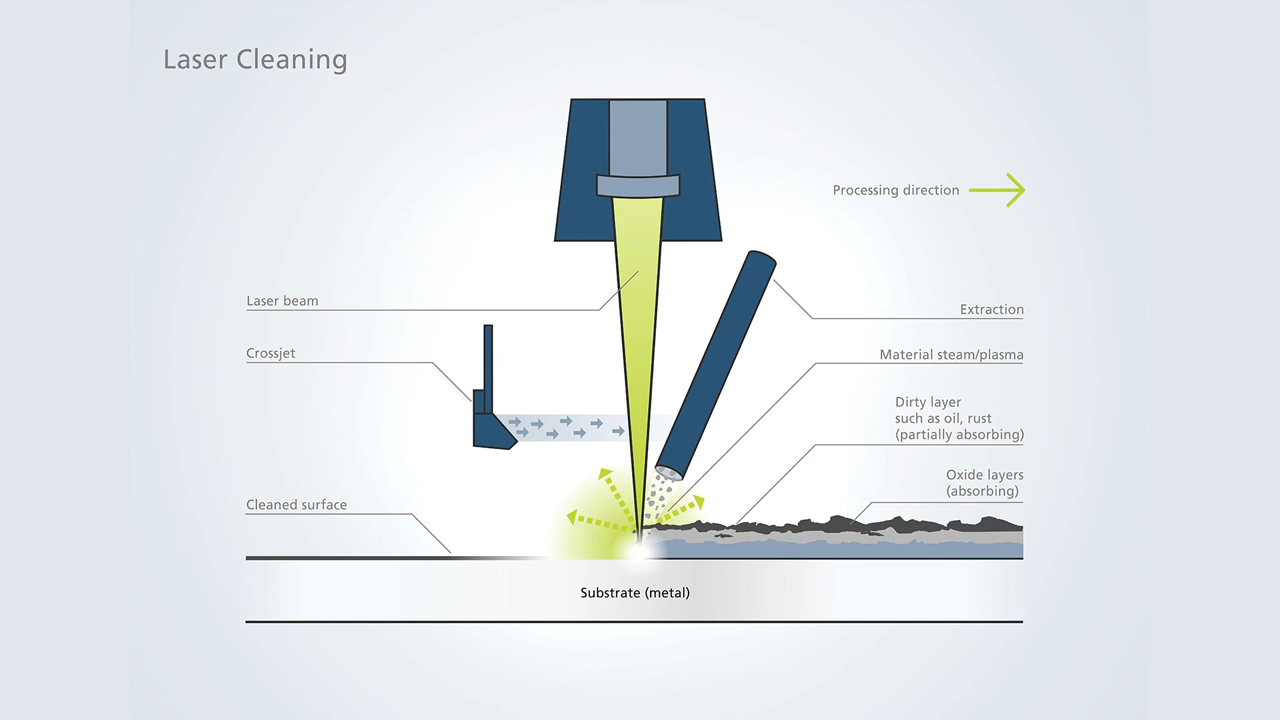 Laser Cleaning
Processing direction
Laser beam
Crossjet
Cleaned surface
Extraction
Material steam/plasma
Dirty layer
such as oil, rust
(partially absorbing)
Oxide layers
(absorbing)
Substrate (metal)